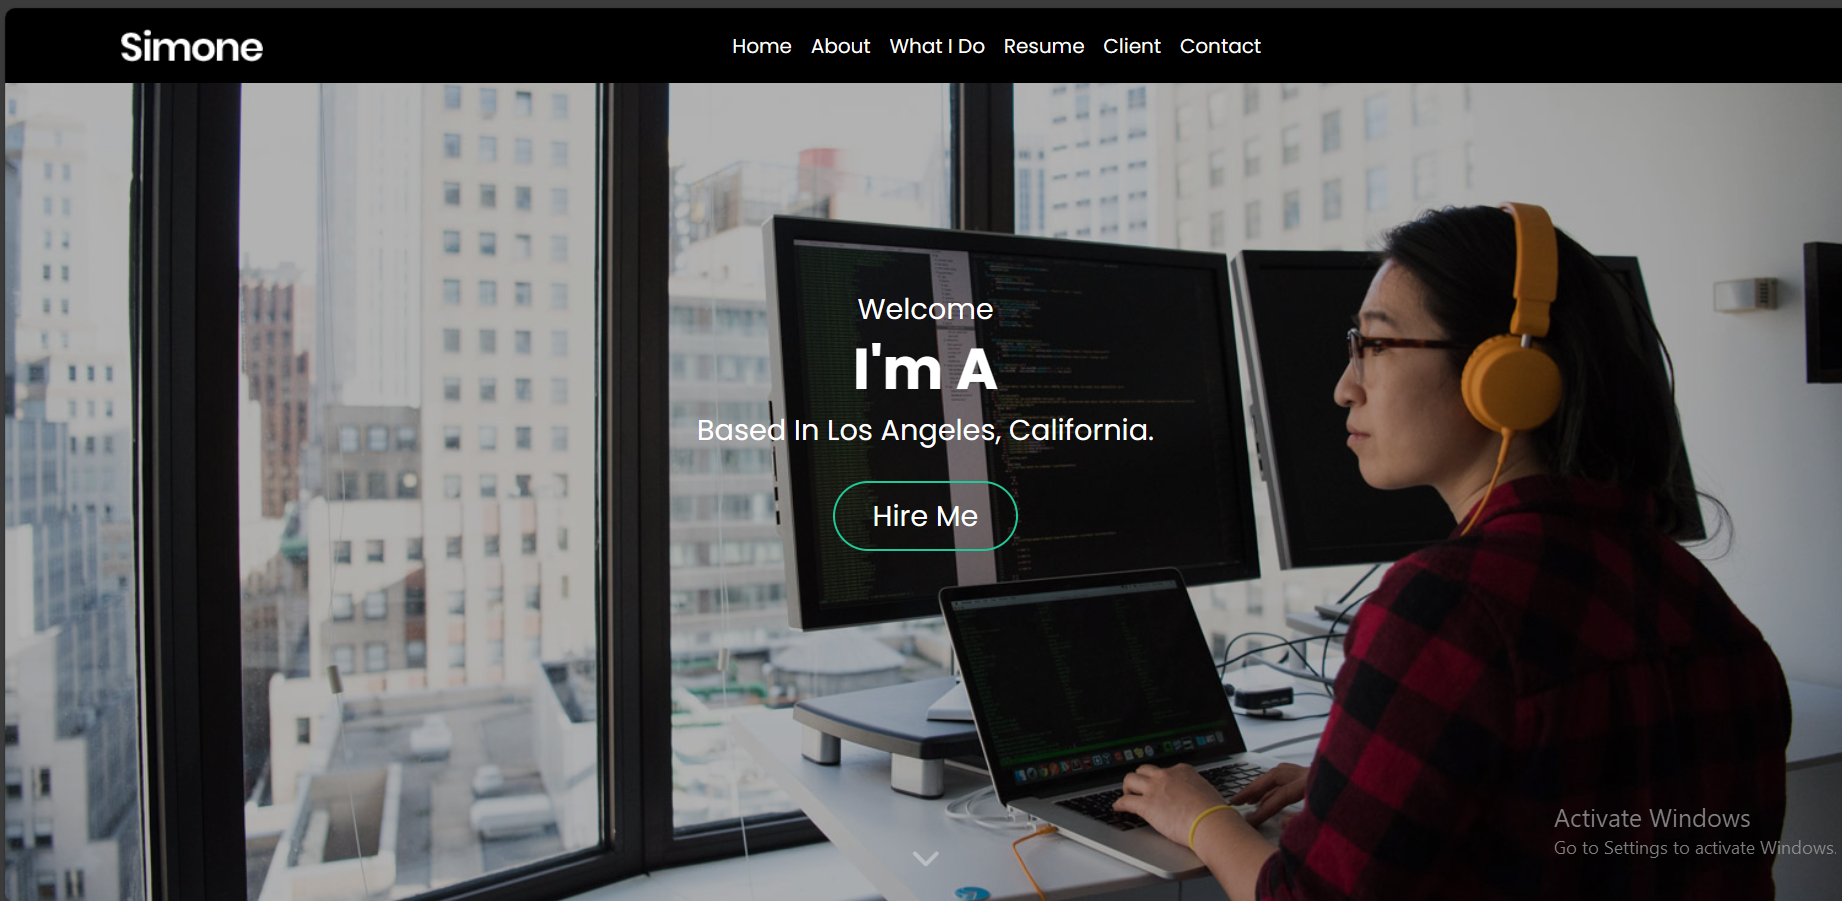 Simone
Home About What I Do Resume Client Contact
Welcome
I'm A
Based In Los Angeles, California.
Hire Me
Activate Windows
Go to Settings to activate Windows.